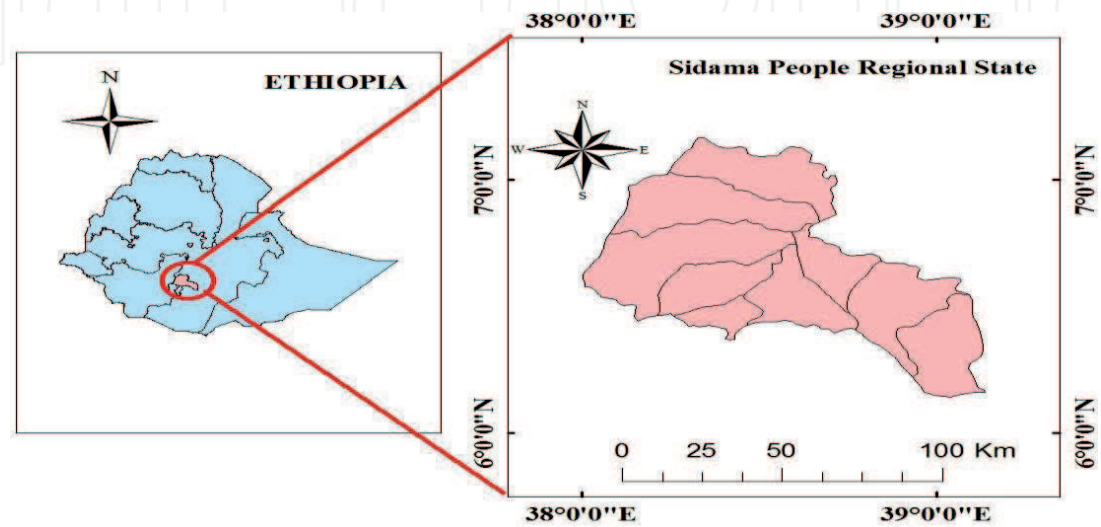 38°0'0"E 39°0'0"E
N
ETHIOPIA
Sidama People Regional State
N
W E
S
7°0'0"N 7°0'0"N
6°0'0"N 6°0'0"N
0 25 50 100 Km
38°0'0"E 39°0'0"E